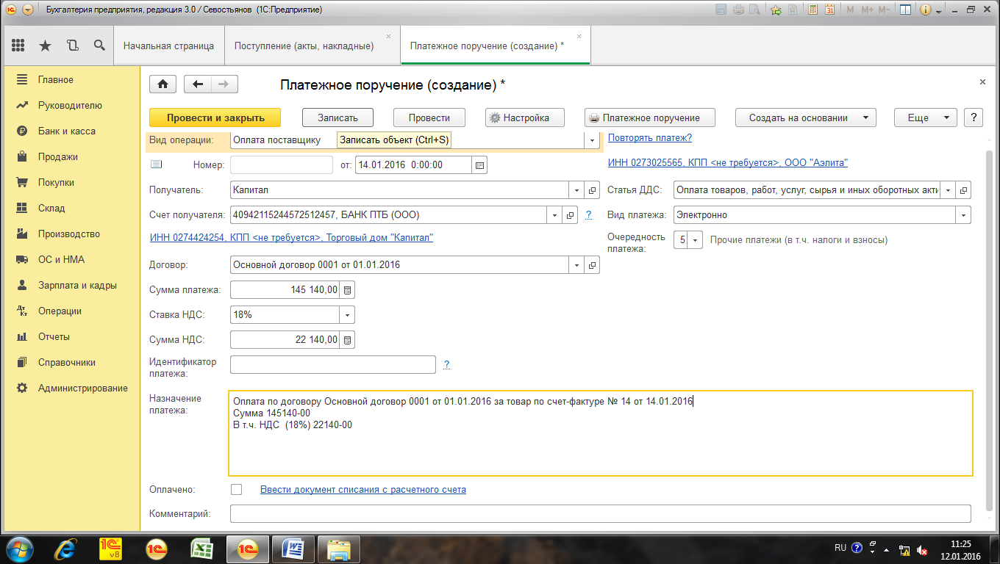 Бухгалтерия предприятия, редакция 3.0 / Севостьянов (1С:Предприятие)
M M+ M-
Начальная страница
Поступление (акты, накладные)
Платежное поручение (создание) *
Главное
Руководителю
Банк и касса
Продажи
Покупки
Склад
Производство
ОС и НМА
Зарплата и кадры
Операции
Отчеты
Справочники
Администрирование
Платежное поручение (создание) *
Провести и закрыть
Записать
Провести
Настройка
Платежное поручение
Создать на основании
Еще
?
Вид операции: Оплата поставщику
Записать объект (Ctrl+S)
Повторять платеж?
Номер: от: 14.01.2016 0:00:00
ИНН 0273025565, КПП <не требуется>, ООО "Аэлита"
Получатель: Капитал
Статья ДДС: Оплата товаров, работ, услуг, сырья и иных оборотных акти
Счет получателя: 40942115244572512457, БАНК ПТБ (ООО) ?
Вид платежа: Электронно
ИНН 0274424254, КПП <не требуется>, Торговый дом "Капитал"
Очередность
платежа: 5 Прочие платежи (в т.ч. налоги и взносы)
Договор: Основной договор 0001 от 01.01.2016
Сумма платежа: 145 140,00
Ставка НДС: 18%
Сумма НДС: 22 140,00
Идентификатор
платежа: ?
Назначение
платежа:
Оплата по договору Основной договор 0001 от 01.01.2016 за товар по счет-фактуре № 14 от 14.01.2016
Сумма 145140-00
В т.ч. НДС (18%) 22140-00
Оплачено: Ввести документ списания с расчетного счета
Комментарий:
RU
11:25
12.01.2016